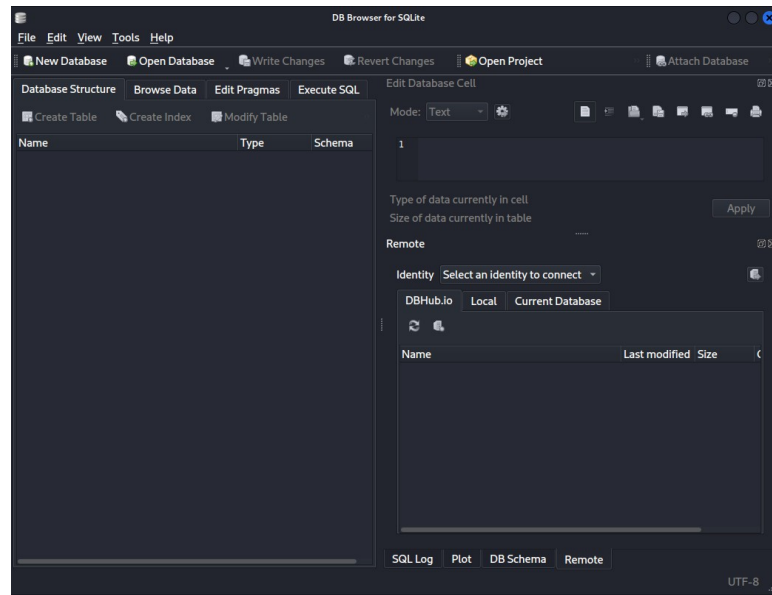 DB Browser for SQLite
File Edit View Tools Help
New Database Open Database Write Changes Revert Changes Open Project Attach Database
Database Structure Browse Data Edit Pragmas Execute SQL
Create Table Create Index Modify Table
Name Type Schema
Edit Database Cell
Mode: Text
1
Type of data currently in cell
Size of data currently in table
Apply
Remote
Identity Select an identity to connect
DBHub.io Local Current Database
Name Last modified Size
SQL Log Plot DB Schema Remote
UTF-8